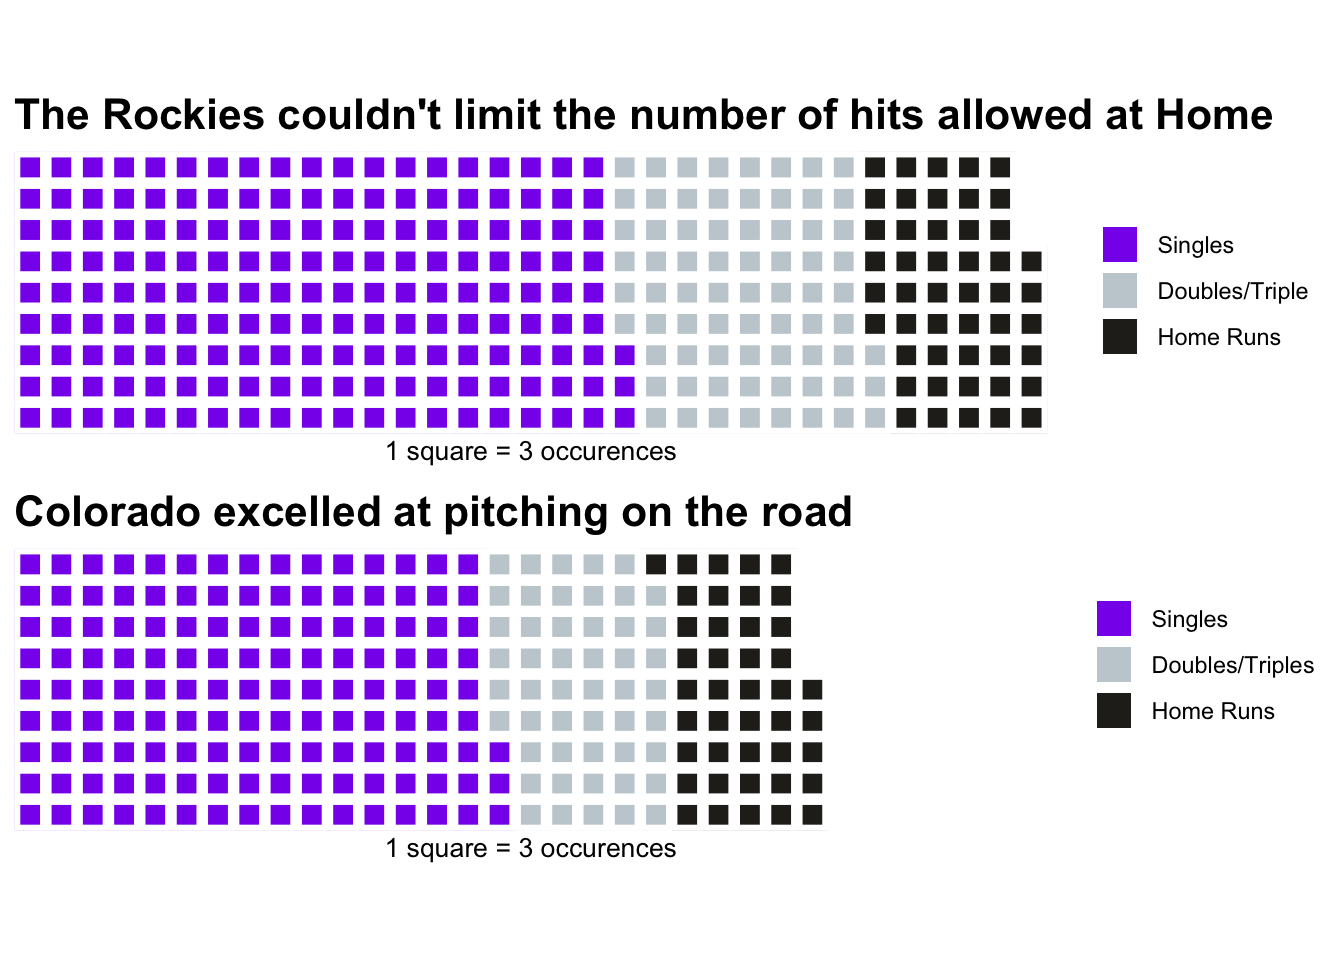 The Rockies couldn't limit the number of hits allowed at Home
Singles
Doubles/Triple
Home Runs
1 square = 3 occurences
Colorado excelled at pitching on the road
Singles
Doubles/Triples
Home Runs
1 square = 3 occurences